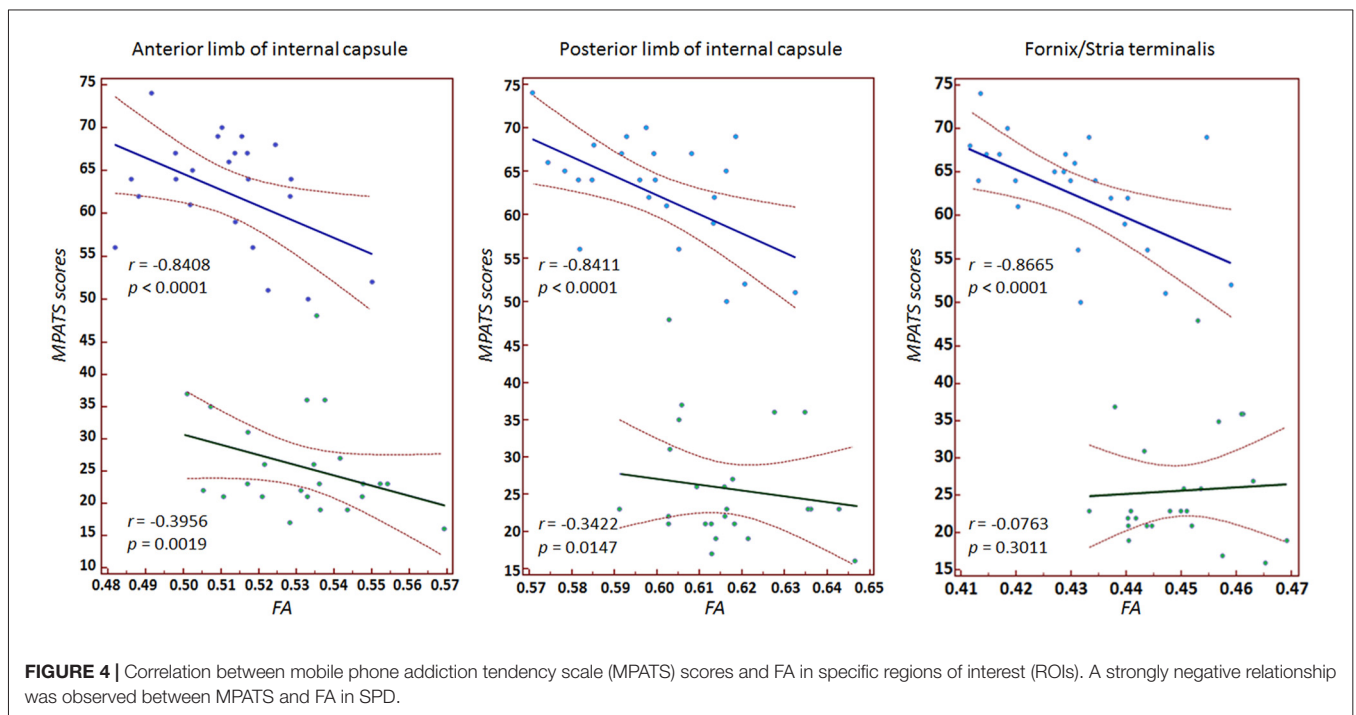 Anterior limb of internal capsule
75
70
65
60
55
50
45
40
35
30
25
20
15
10
MPATS scores
r = -0.8408
p < 0.0001
r = -0.3956
p = 0.0019
0.48 0.49 0.50 0.51 0.52 0.53 0.54 0.55 0.56 0.57
FA
Posterior limb of internal capsule
75
70
65
60
55
50
45
40
35
30
25
20
15
MPATS scores
r = -0.8411
p < 0.0001
r = -0.3422
p = 0.0147
0.57 0.58 0.59 0.60 0.61 0.62 0.63 0.64 0.65
FA
Fornix/Stria terminalis
75
70
65
60
55
50
45
40
35
30
25
20
15
MPATS scores
r = -0.8665
p < 0.0001
r = -0.0763
p = 0.3011
0.41 0.42 0.43 0.44 0.45 0.46 0.47
FA
FIGURE 4 | Correlation between mobile phone addiction tendency scale (MPATS) scores and FA in specific regions of interest (ROIs). A strongly negative relationship
was observed between MPATS and FA in SPD.